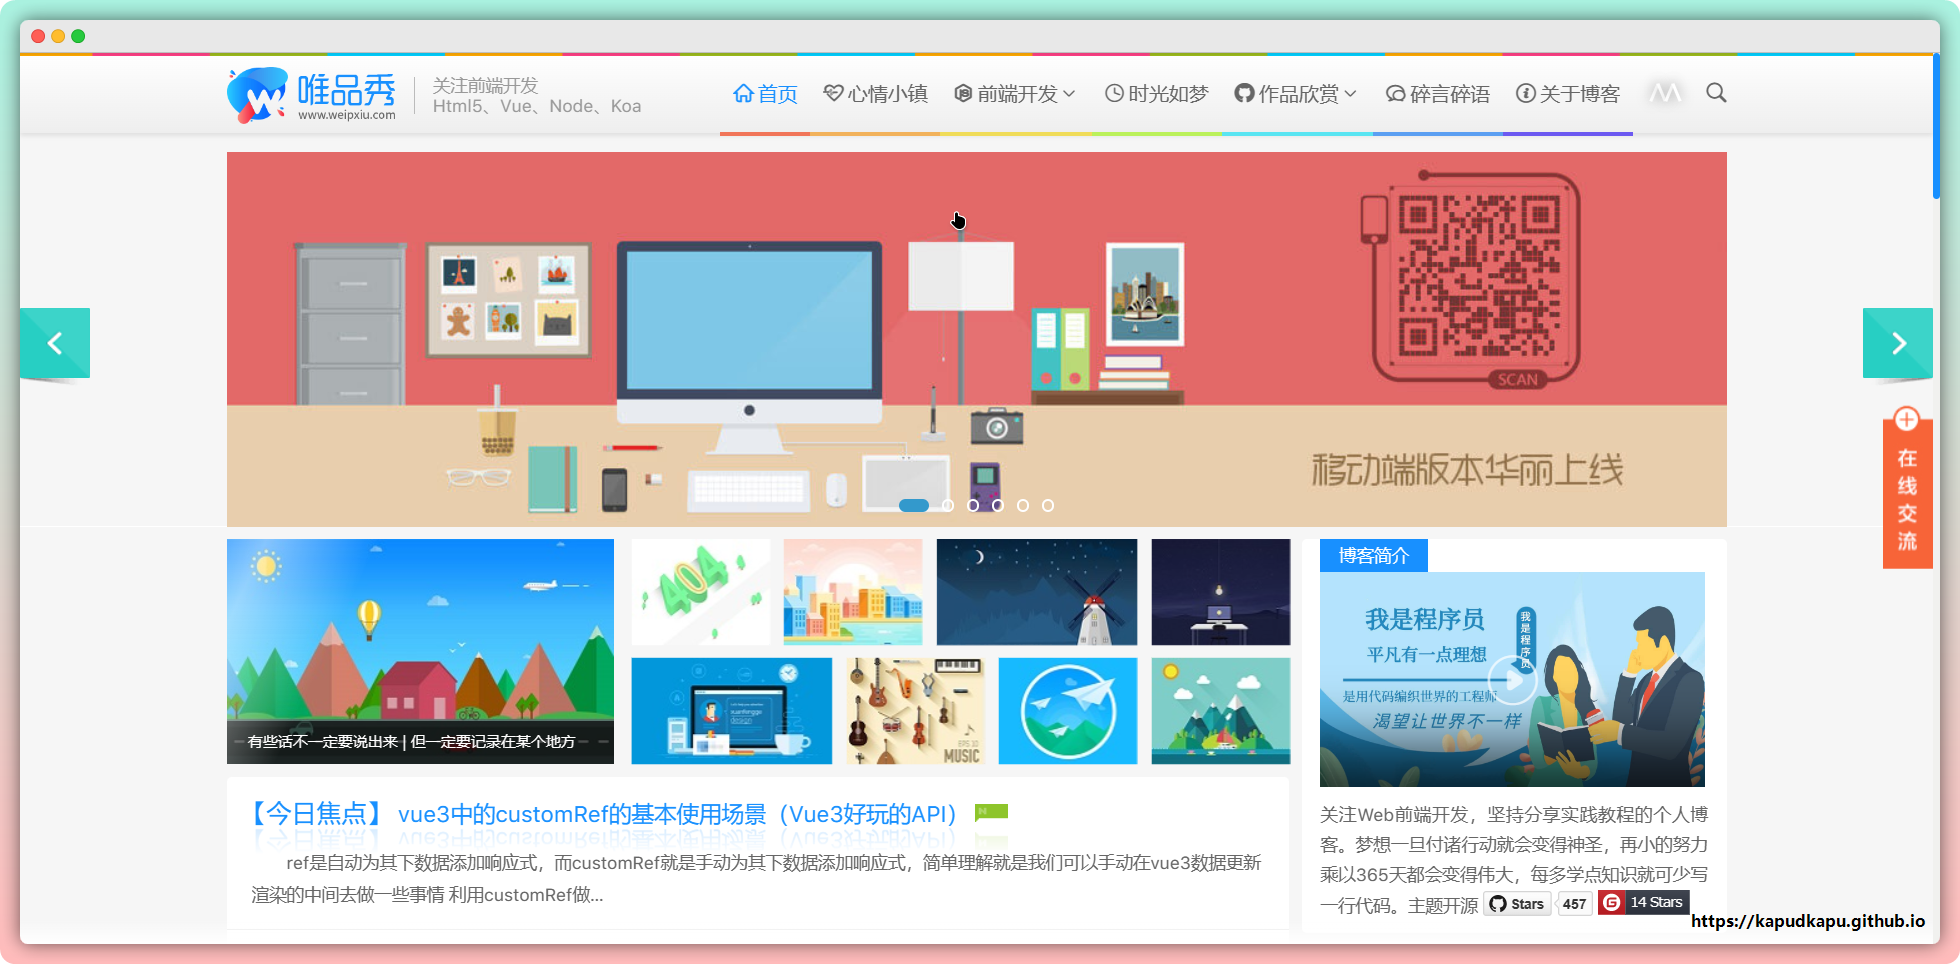 唯品秀
www.weipxiu.com
关注前端开发
Html5、Vue、Node、Koa
首页
心情小镇
前端开发
时光如梦
作品欣赏
碎言碎语
关于博客
SCAN
移动端版本华丽上线
在线交流
404
有些话不一定要说出来 | 但一定要记录在某个地方
MUSIC
博客简介
我是程序员
我是程序员
平凡有一点理想
是用代码编织世界的工程师
渴望让世界不一样
【今日焦点】 vue3中的customRef的基本使用场景（Vue3好玩的API）
ref是自动为其下数据添加响应式，而customRef就是手动为其下数据添加响应式，简单理解就是我们可以手动在vue3数据更新
渲染的中间去做一些事情 利用customRef做...
关注Web前端开发，坚持分享实践教程的个人博
客。梦想一旦付诸行动就会变得神圣，再小的努力
乘以365天都会变得伟大，每多学点知识就可少写
一行代码。主题开源 Stars 457 14 Stars
https://kapudkapu.github.io